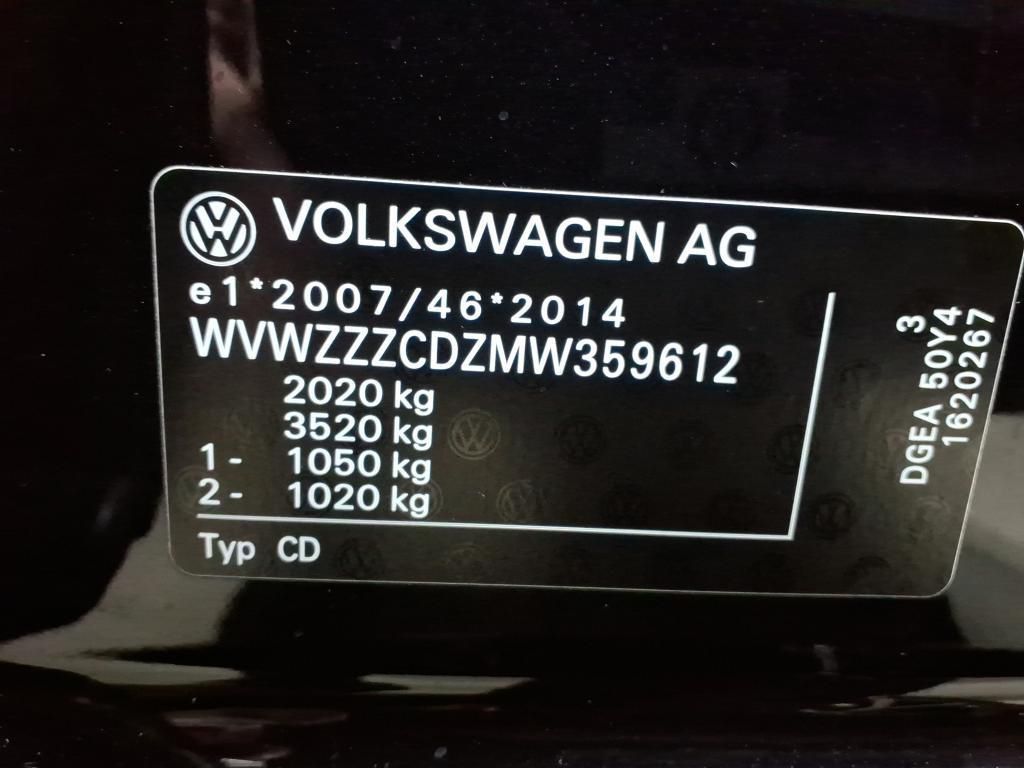 VOLKSWAGEN AG
e1*2007/46*2014
WVWZZZCDZMW359612
2020 kg
3520 kg
1- 1050 kg
2- 1020 kg
Typ CD
3
DGEA 50Y4
1620267